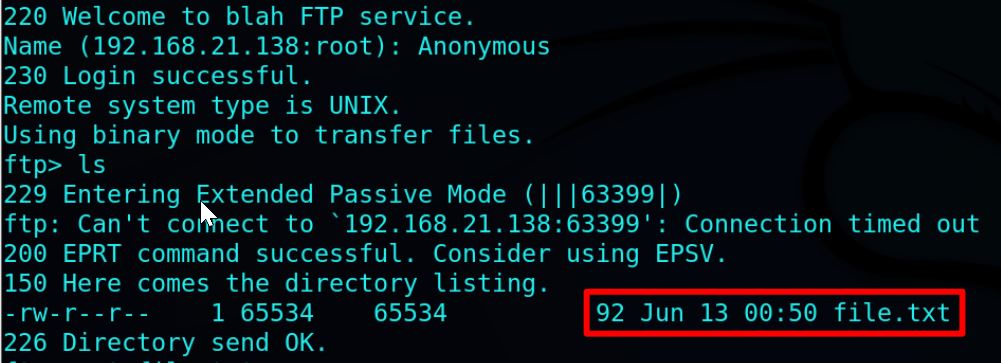 220 Welcome to blah FTP service.
Name (192.168.21.138:root): Anonymous
230 Login successful.
Remote system type is UNIX.
Using binary mode to transfer files.
ftp> ls
229 Entering Extended Passive Mode (|||63399|)
ftp: Can't connect to `192.168.21.138:63399': Connection timed out
200 EPRT command successful. Consider using EPSV.
150 Here comes the directory listing.
-rw-r--r--    1 65534    65534          92 Jun 13 00:50 file.txt
226 Directory send OK.